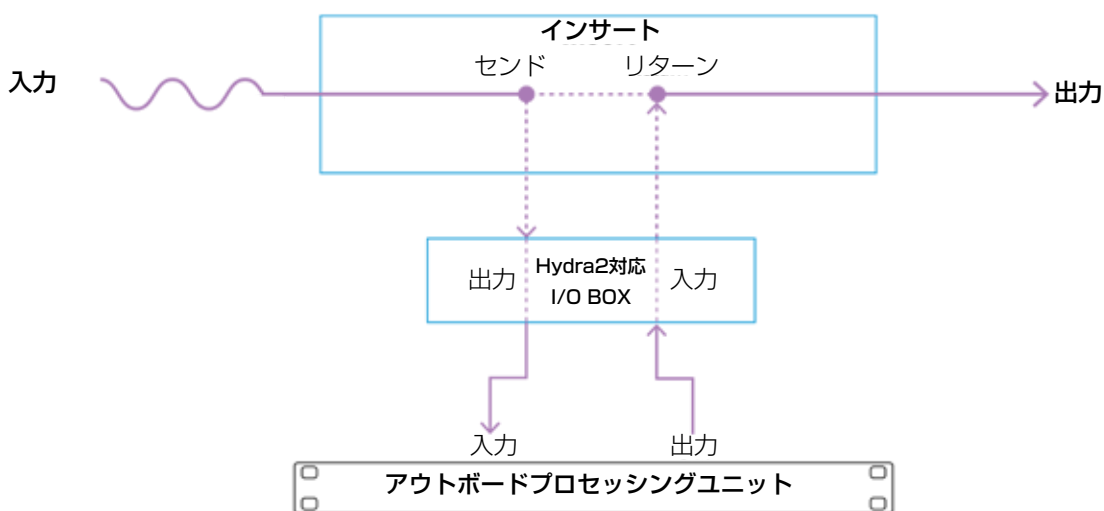 インサート
センド リターン
入力 出力
出力 Hydra2対応 入力
I/O BOX
入力 出力
アウトボードプロセッシングユニット